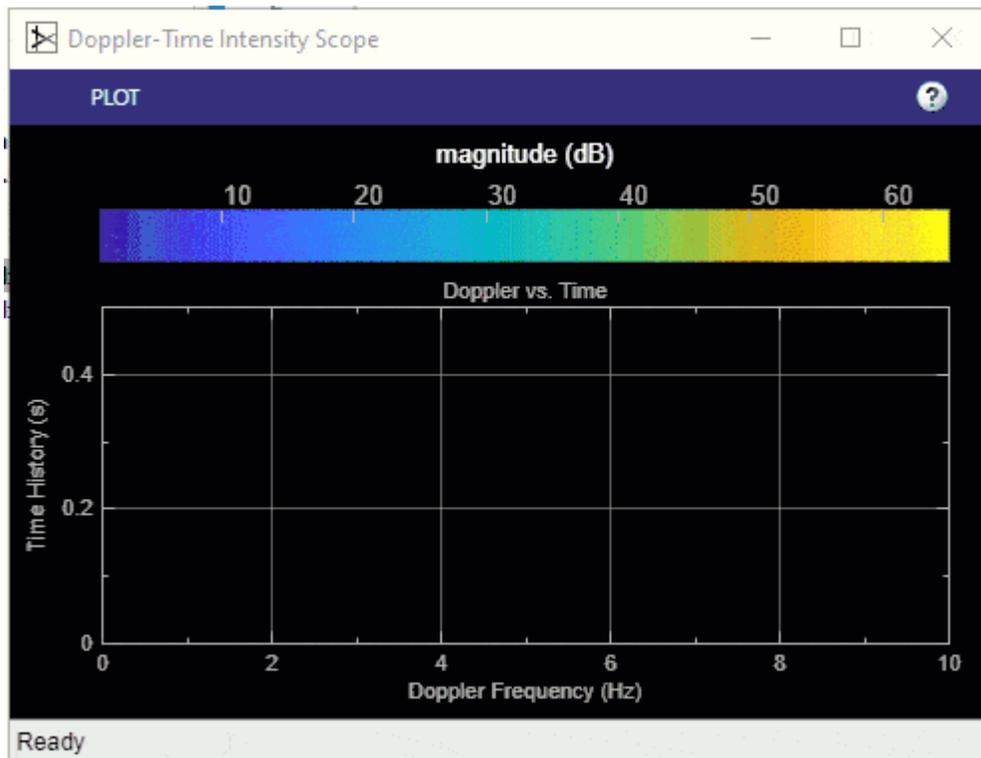 Doppler-Time Intensity Scope
PLOT
?
magnitude (dB)
10 20 30 40 50 60
Doppler vs. Time
Time History (s)
0.4
0.2
0
0 2 4 6 8 10
Doppler Frequency (Hz)
Ready